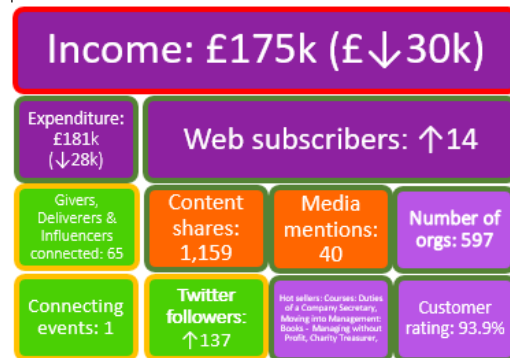 Income: £175k (£↓30k)
Expenditure:
£181k
(↓28k)
Web subscribers: ↑14
Givers,
Deliverers &
Influencers
connected: 65
Content
shares:
1,159
Media
mentions:
40
Number of
orgs: 597
Connecting
events: 1
Twitter
followers:
↑137
Hot sellers: Courses: Duties
of a Company Secretary,
Moving into Management:
Books - Managing without
Profit, Charity Treasurer,
Customer
rating: 93.9%